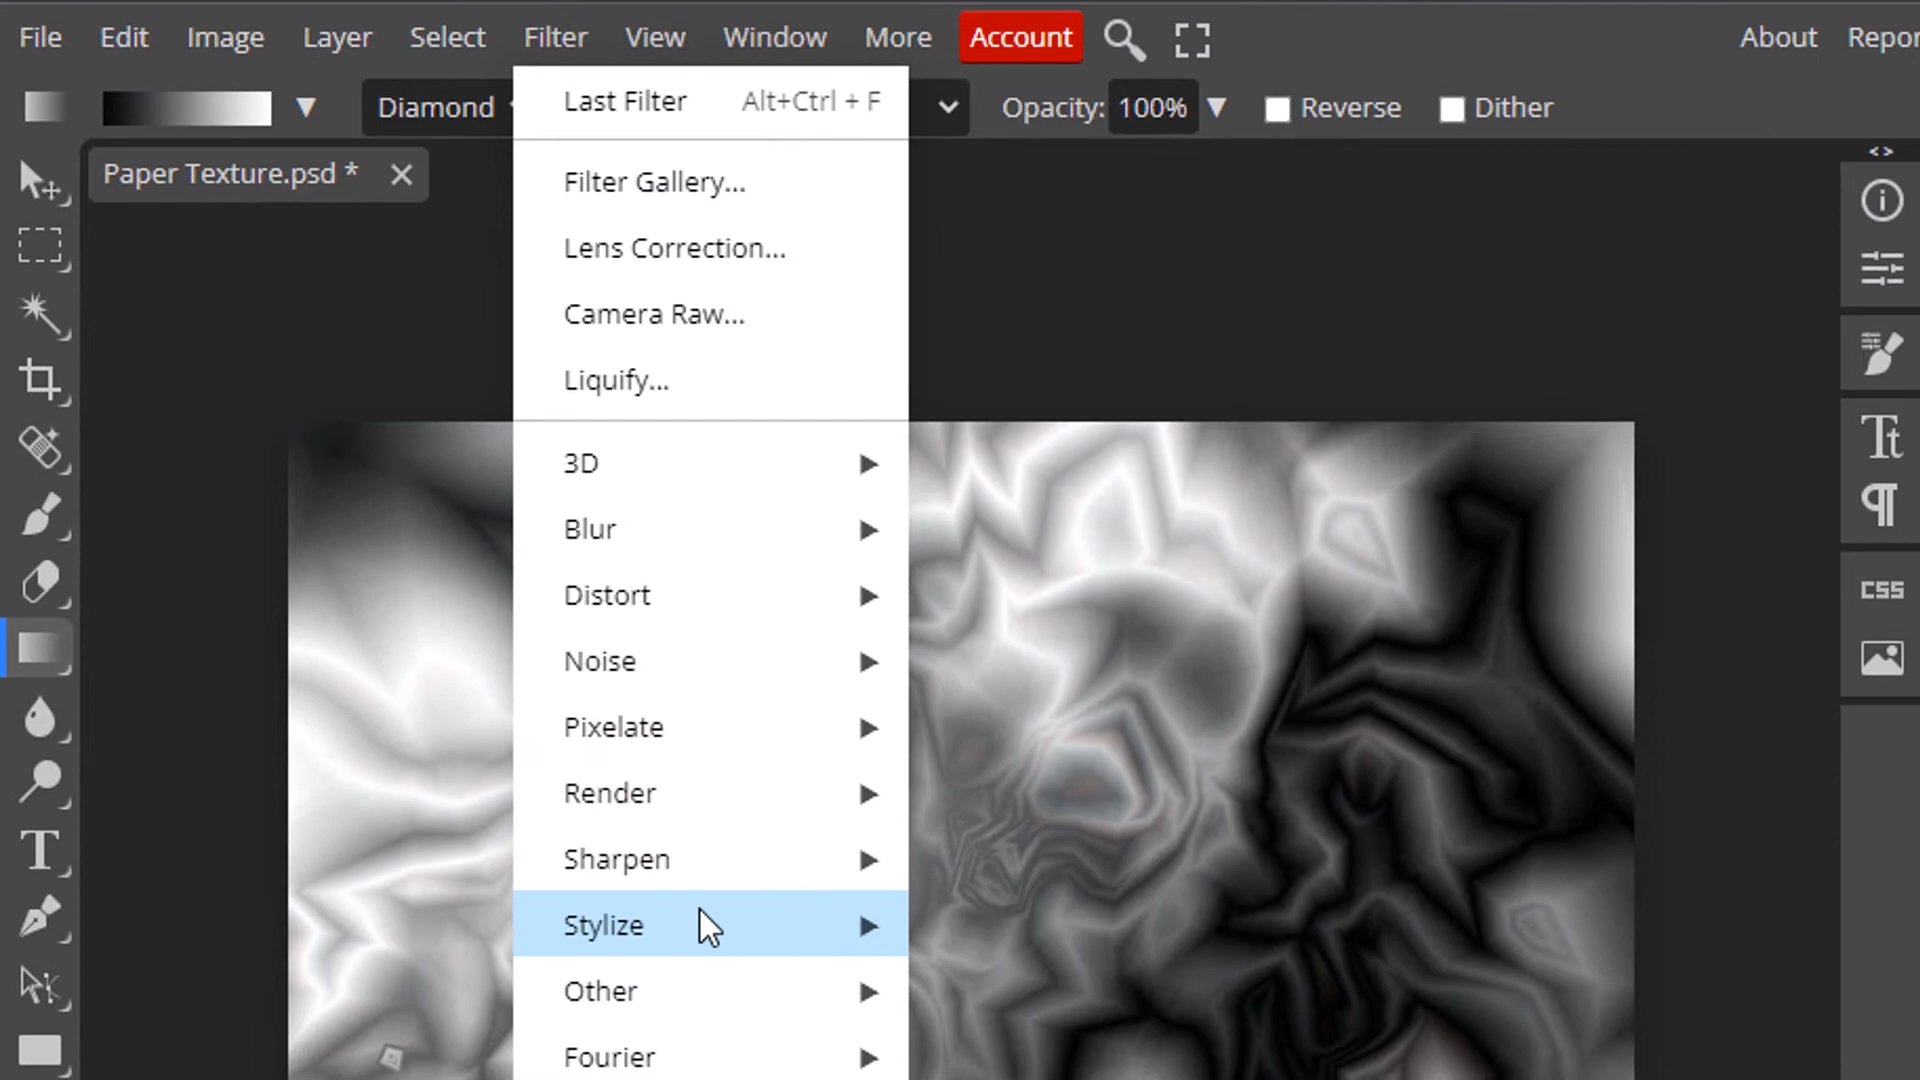 File Edit Image Layer Select Filter View Window More Account About Repor
Diamond Opacity: 100% Reverse Dither
Paper Texture.psd *
Last Filter Alt+Ctrl + F
Filter Gallery...
Lens Correction...
Camera Raw...
Liquify...
3D
Blur
Distort
Noise
Pixelate
Render
Sharpen
Stylize
Other
Fourier
CSS